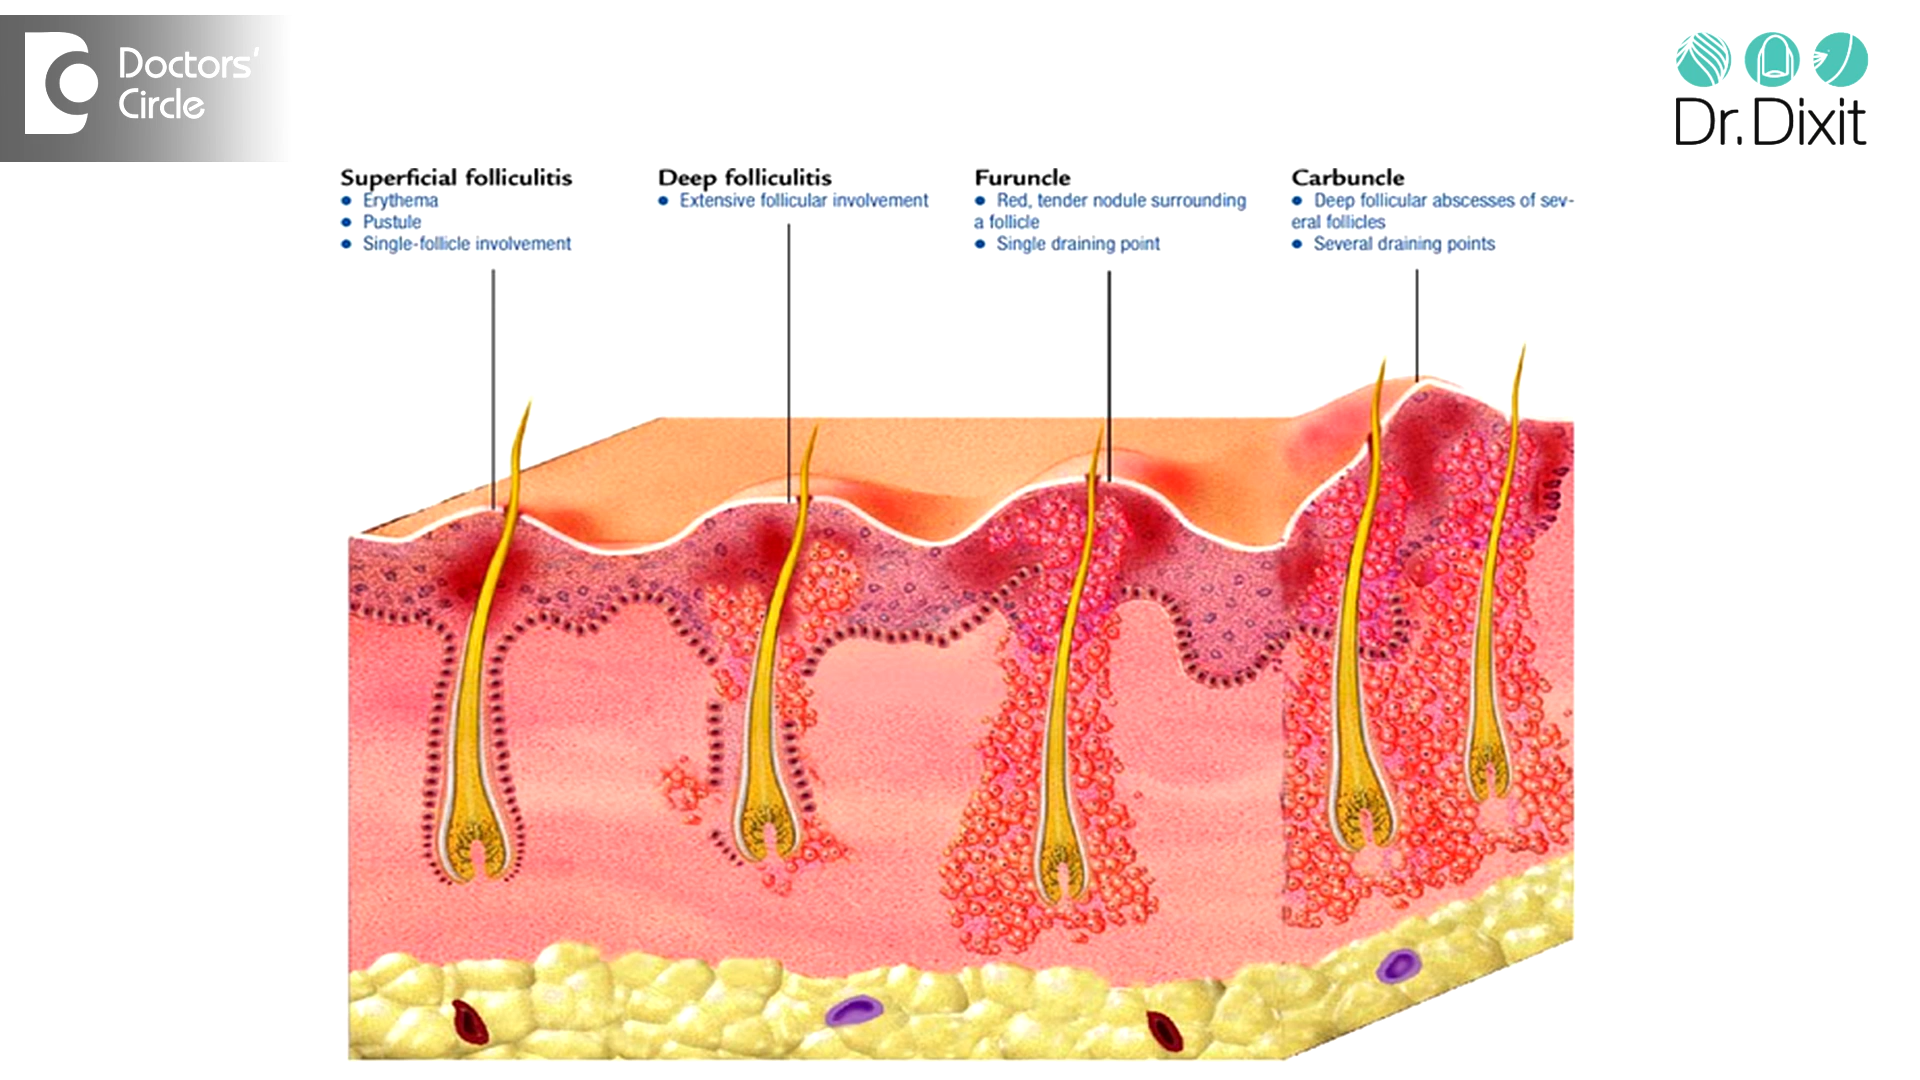 Doctors'
Circle
Dr. Dixit
Superficial folliculitis
• Erythema
• Pustule
• Single-follicle involvement
Deep folliculitis
• Extensive follicular involvement
Furuncle
• Red, tender nodule surrounding
a follicle
• Single draining point
Carbuncle
• Deep follicular abscesses of sev-
eral follicles
• Several draining points